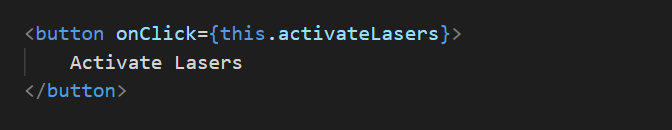 <button onClick={this.activateLasers}>
    Activate Lasers
</button>